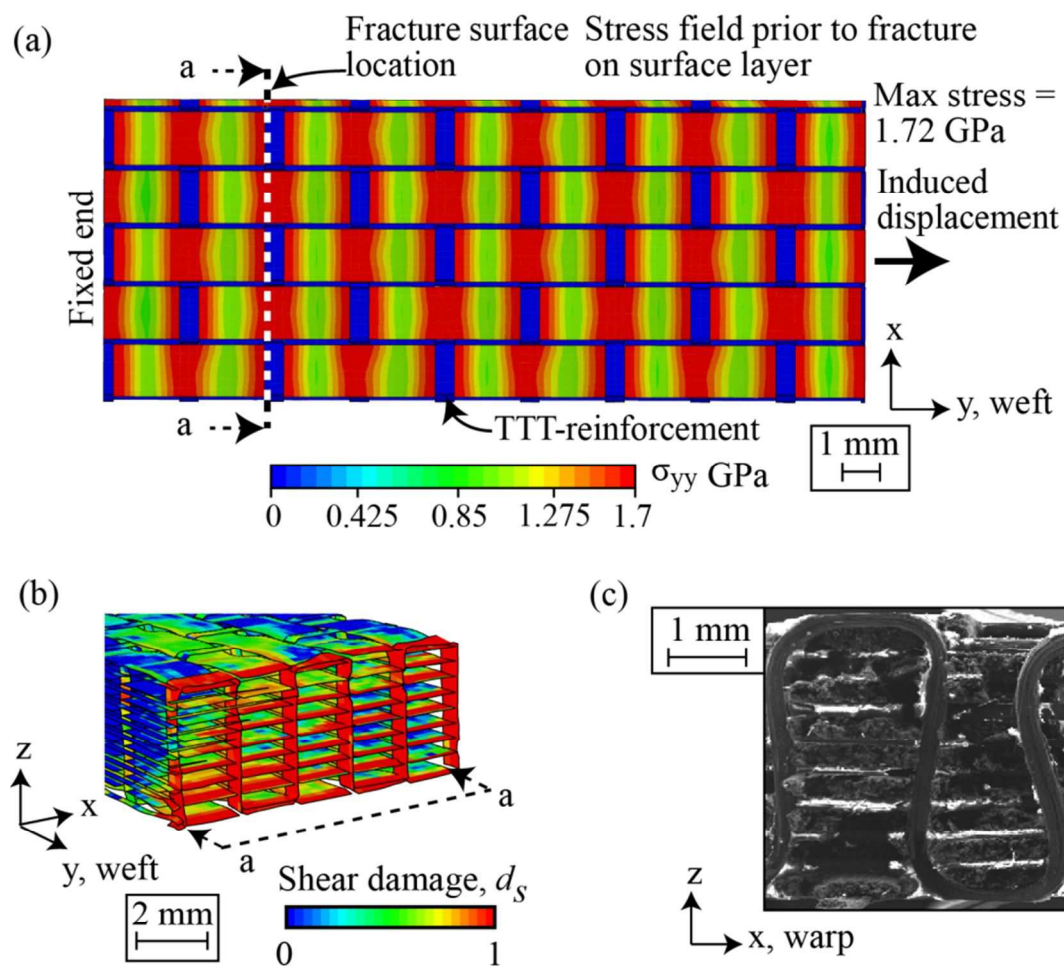 (a)
Fracture surface
location
Stress field prior to fracture
on surface layer
a
Max stress =
1.72 GPa
Induced
displacement
Fixed end
a
x
y, weft
TTT-reinforcement
1 mm
σyy GPa
0 0.425 0.85 1.275 1.7
(b)
z
x
y, weft
a
a
2 mm
Shear damage, ds
0 1
(c)
1 mm
z
x, warp